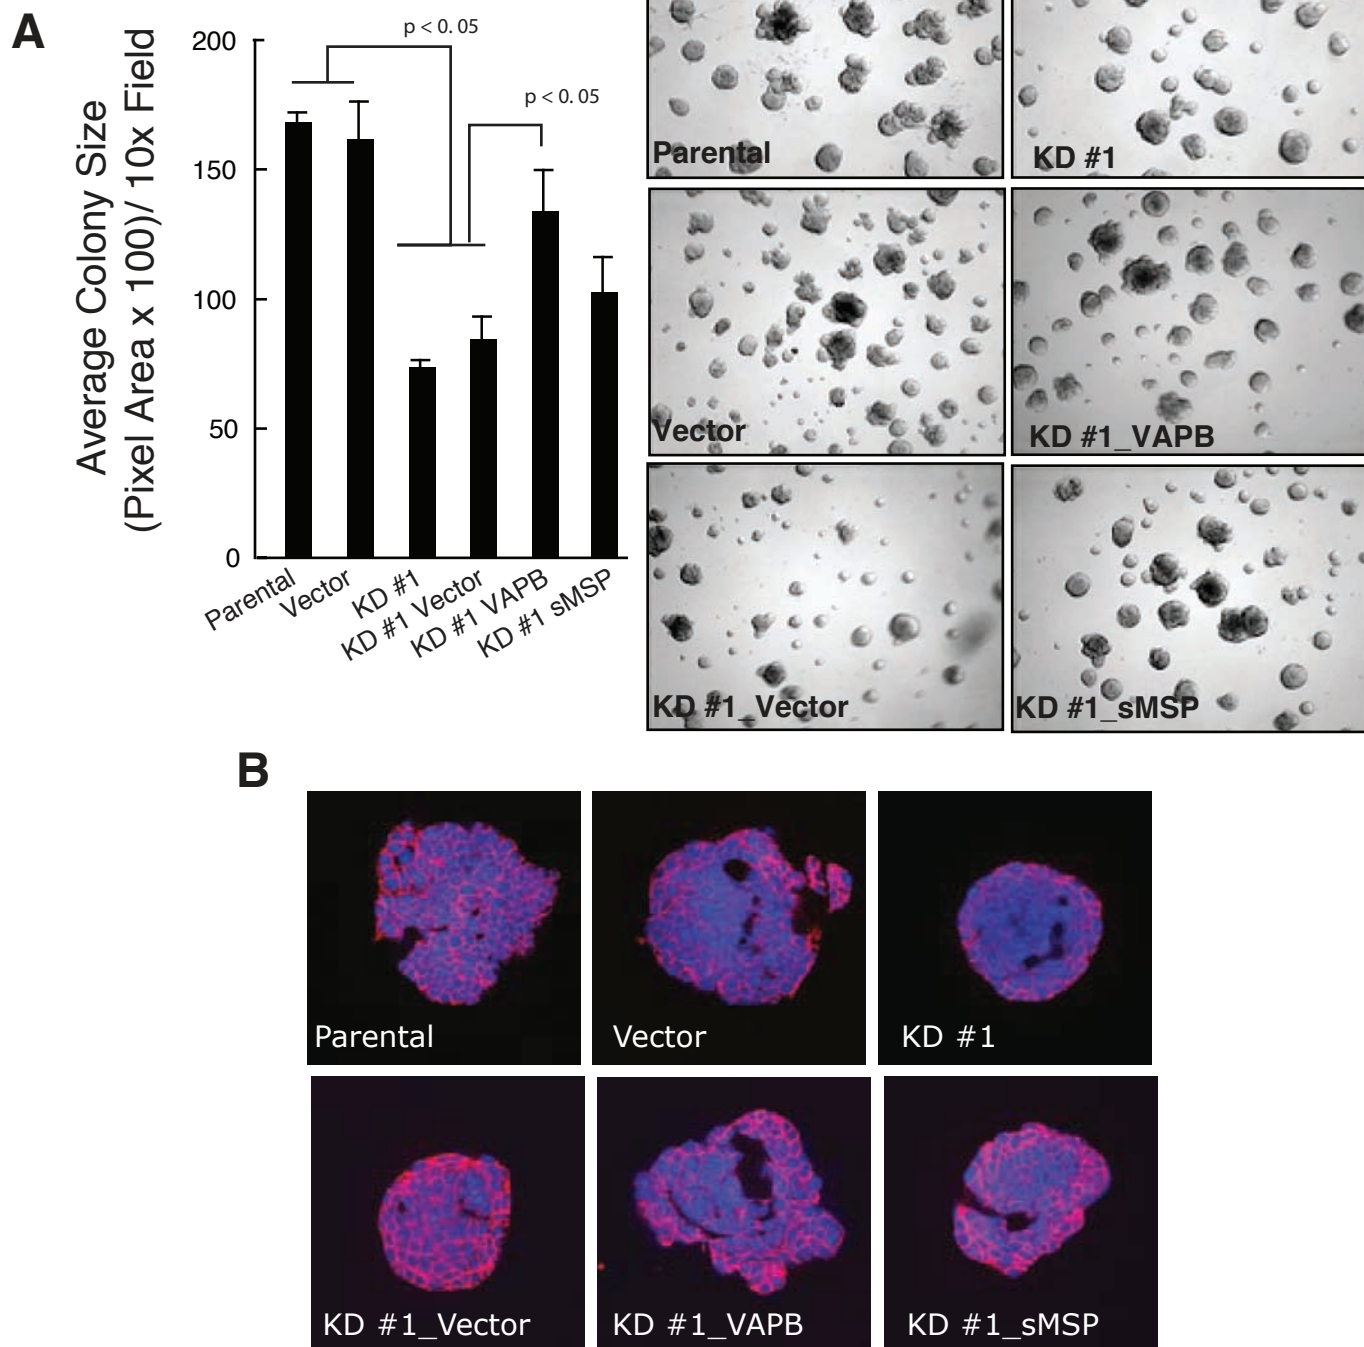 A
Average Colony Size
(Pixel Area x 100)/ 10x Field
200
150
100
50
0
p < 0. 05
p < 0. 05
Parental
Vector
KD #1
KD #1 Vector
KD #1 VAPB
KD #1 sMSP
Parental
KD #1
Vector
KD #1_VAPB
KD #1_Vector
KD #1_sMSP
B
Parental
Vector
KD #1
KD #1_Vector
KD #1_VAPB
KD #1_sMSP